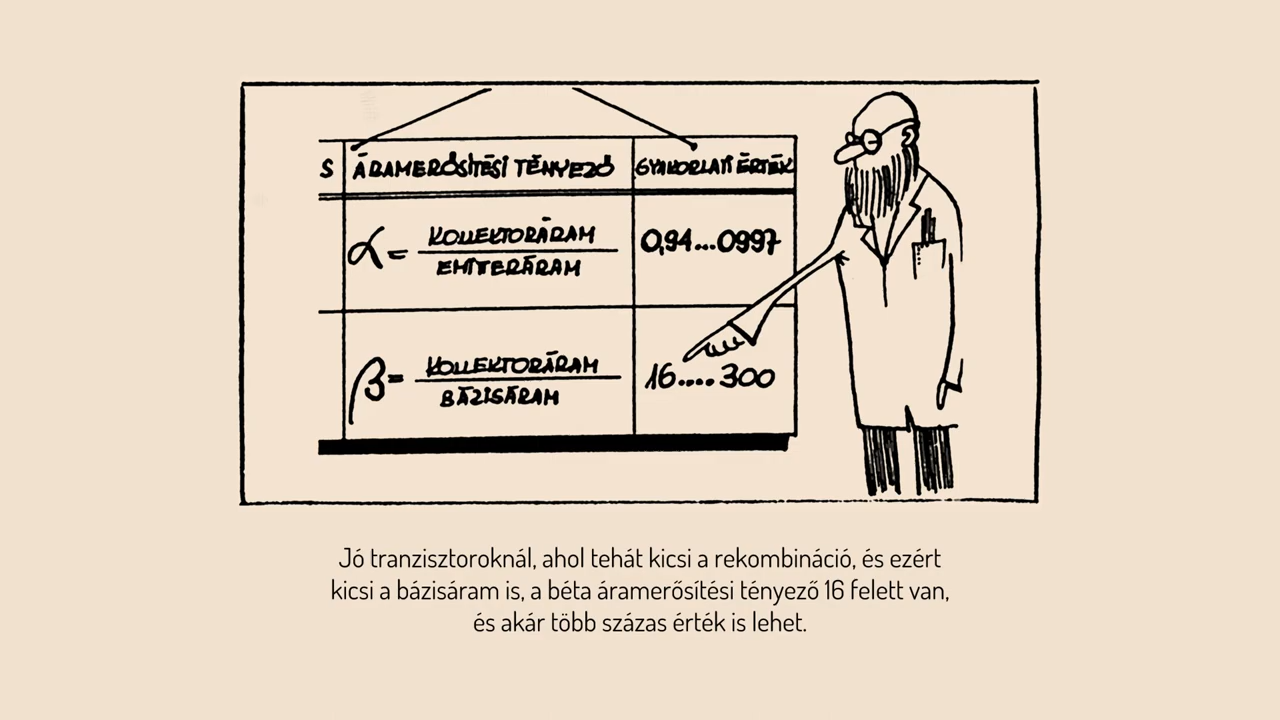 S ÁRAMERŐSÍTÉSI TÉNYEZŐ GYAKORLATI ÉRTÉK
α = KOLLEKTORÁRAM 0,94...0997
EMITTERÁRAM
β = KOLLEKTORÁRAM 16.... 300
BÁZISÁRAM
Jó tranzisztoroknál, ahol tehát kicsi a rekombináció, és ezért
kicsi a bázisáram is, a béta áramerősítési tényező 16 felett van,
és akár több százas érték is lehet.